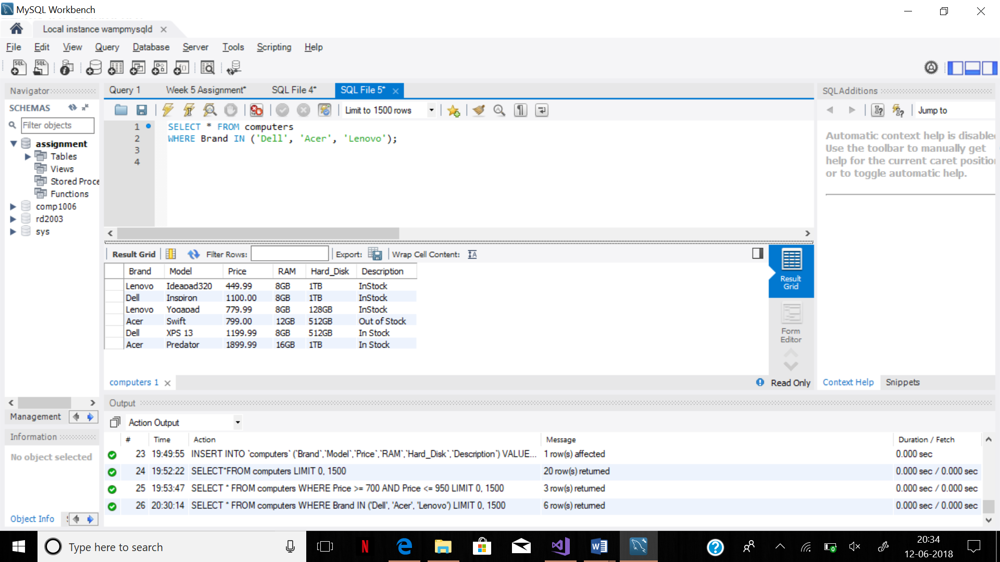 MySQL Workbench
Local instance wampmysqld
File Edit View Query Database Server Tools Scripting Help
Navigator
SCHEMAS
Filter objects
assignment
Tables
Views
Stored Proce
Functions
comp1006
rd2003
sys
Management
Information
No object selected
Object Info
Query 1 Week 5 Assignment* SQL File 4* SQL File 5*
Limit to 1500 rows
1 SELECT * FROM computers
2 WHERE Brand IN ('Dell', 'Acer', 'Lenovo');
3
4
Result Grid Filter Rows: Export: Wrap Cell Content:
Brand Model Price RAM Hard_Disk Description
Lenovo Ideapad320 449.99 8GB 1TB InStock
Dell Inspiron 1100.00 8GB 1TB InStock
Lenovo Yogapad 779.99 8GB 128GB InStock
Acer Swift 799.00 12GB 512GB Out of Stock
Dell XPS 13 1199.99 8GB 512GB In Stock
Acer Predator 1899.99 16GB 1TB In Stock
Result
Grid
Form
Editor
computers 1
Read Only
SQLAdditions
Jump to
Automatic context help is disable
Use the toolbar to manually get
help for the current caret position
or to toggle automatic help.
Context Help Snippets
Output
Action Output
# Time Action Message Duration / Fetch
23 19:49:55 INSERT INTO `computers` (`Brand`,`Model`,`Price`,`RAM`,`Hard_Disk`,`Description`) VALUE... 1 row(s) affected 0.000 sec
24 19:52:22 SELECT*FROM computers LIMIT 0, 1500 20 row(s) returned 0.000 sec / 0.000 sec
25 19:53:47 SELECT * FROM computers WHERE Price >= 700 AND Price <= 950 LIMIT 0, 1500 3 row(s) returned 0.000 sec / 0.000 sec
26 20:30:14 SELECT * FROM computers WHERE Brand IN ('Dell', 'Acer', 'Lenovo') LIMIT 0, 1500 6 row(s) returned 0.000 sec / 0.000 sec
Type here to search
20:34
12-06-2018